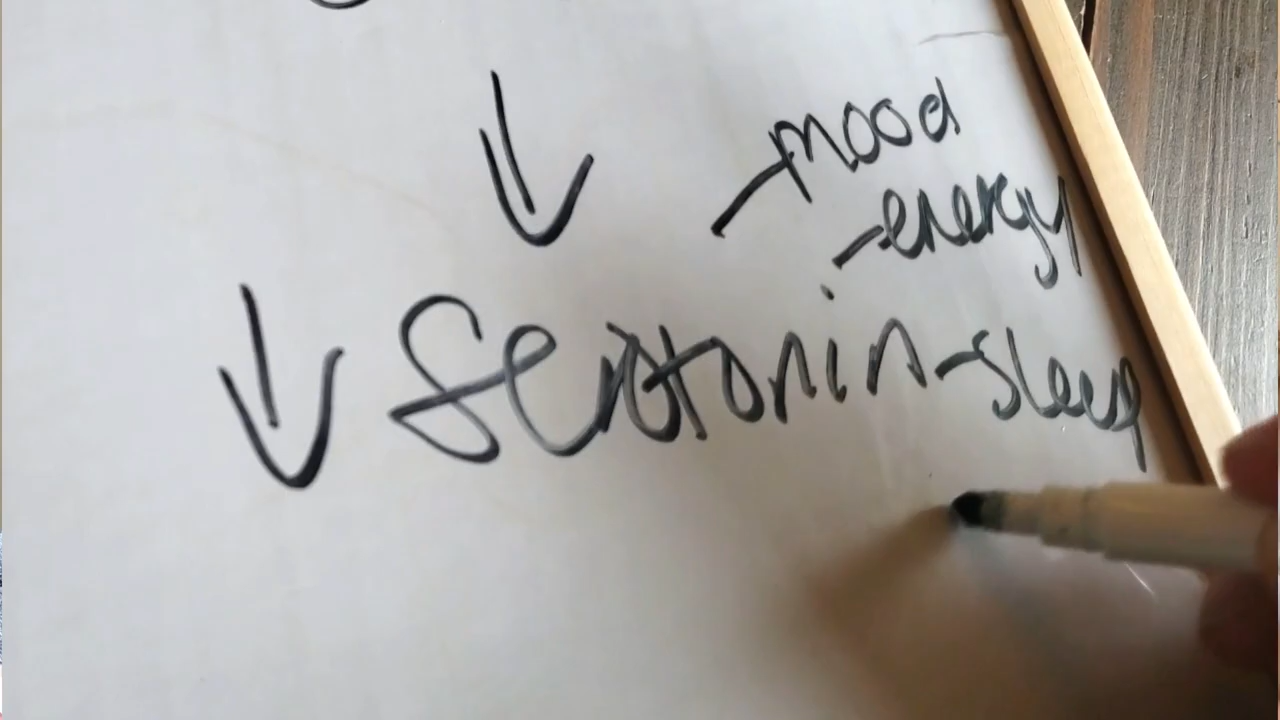 ↓
-mood
-energy
↓ Serotonin-sleep